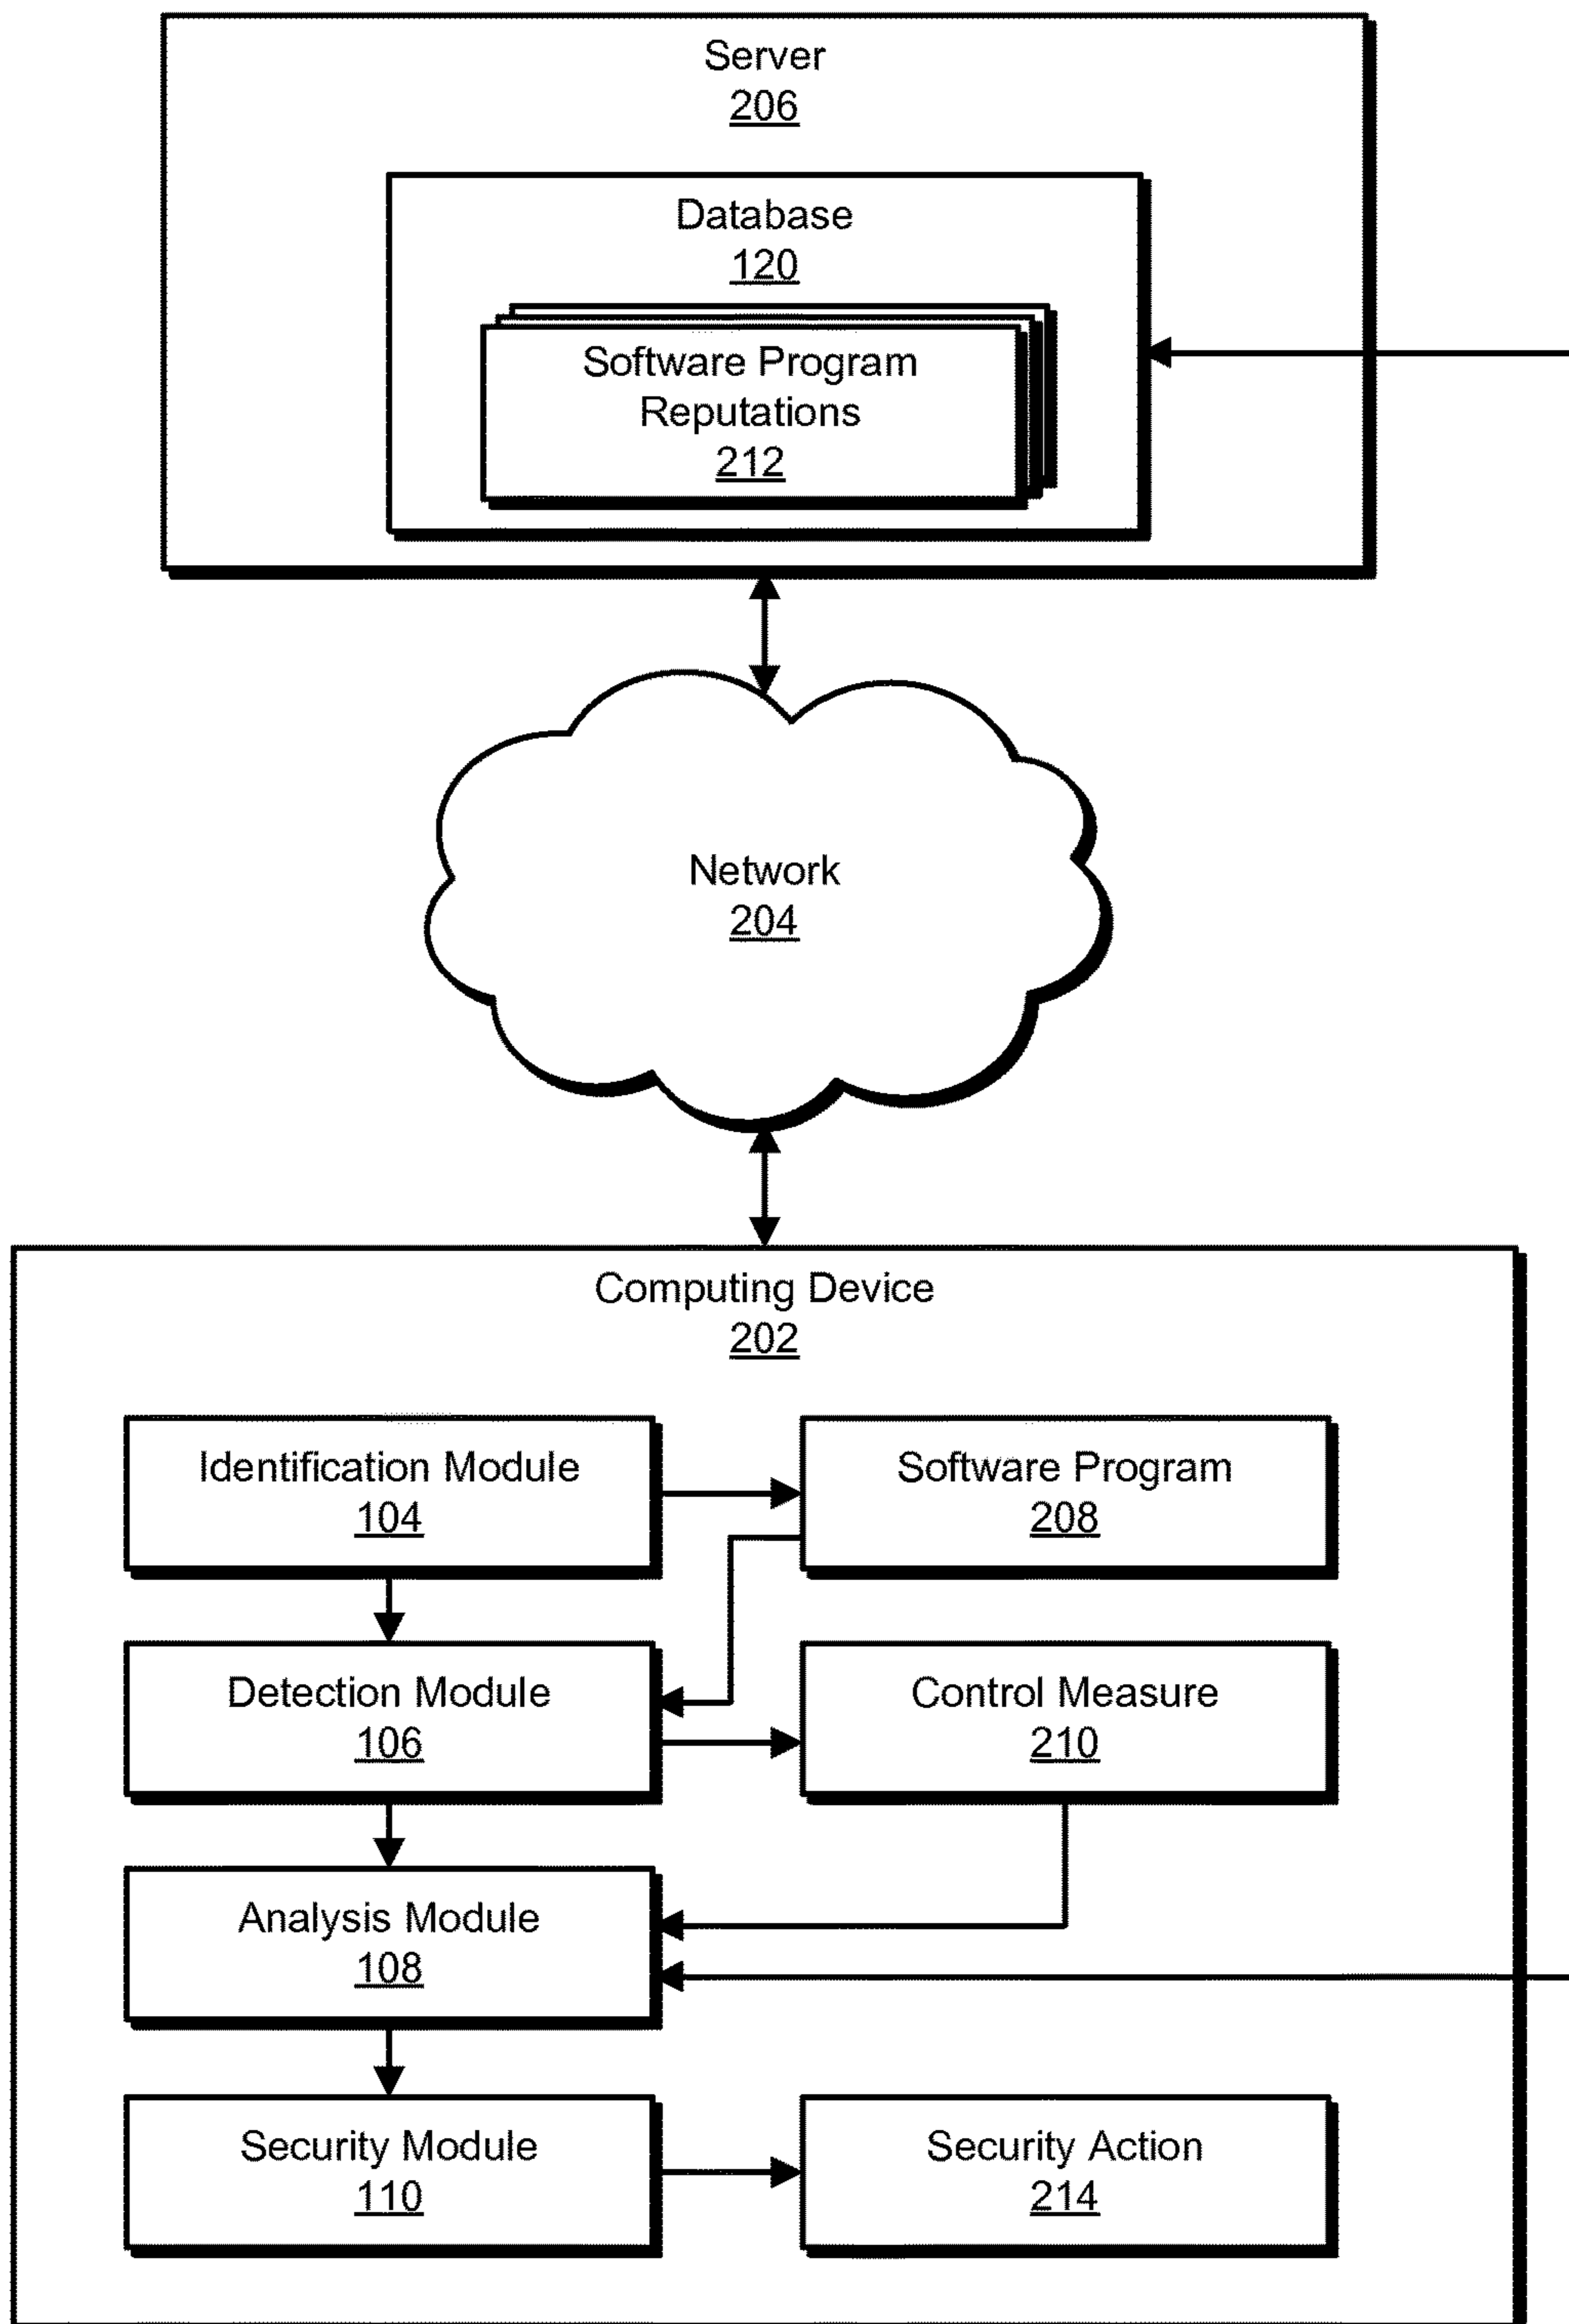 Server
206
Database
120
Software Program
Reputations
212
Network
204
Computing Device
202
Identification Module
104
Software Program
208
Detection Module
106
Control Measure
210
Analysis Module
108
Security Module
110
Security Action
214